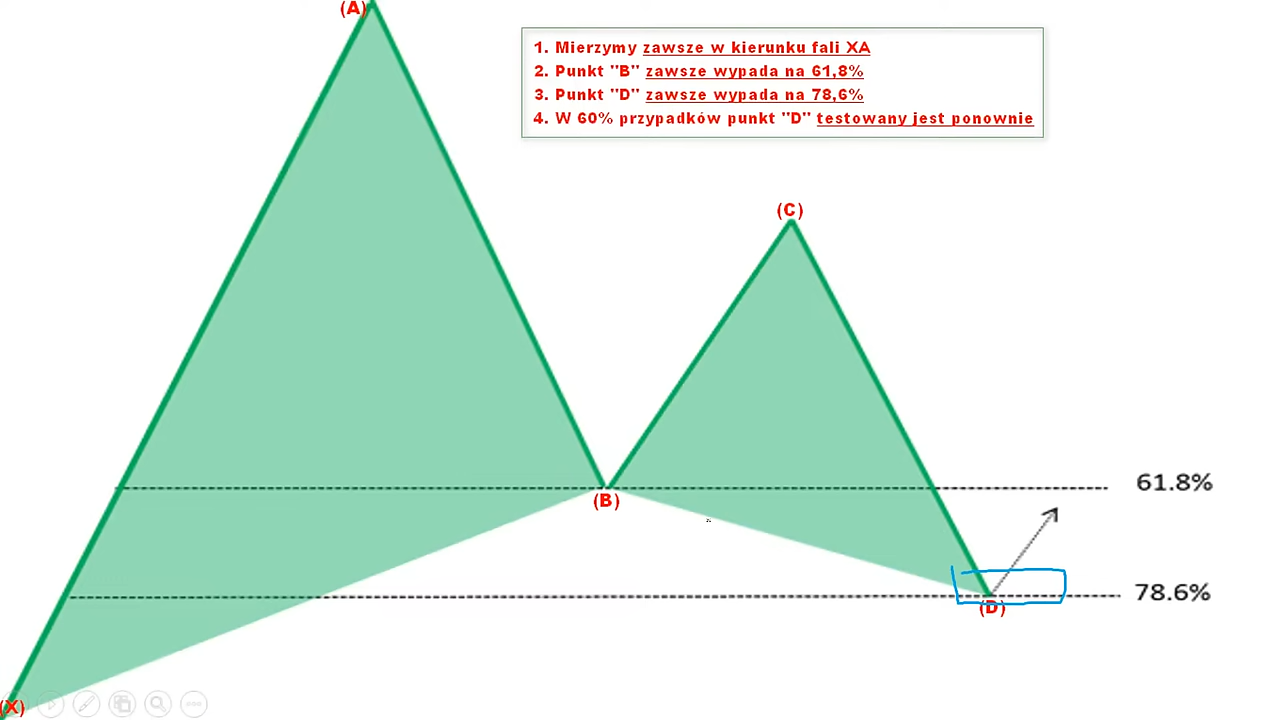 (A)
1. Mierzymy zawsze w kierunku fali XA
2. Punkt "B" zawsze wypada na 61,8%
3. Punkt "D" zawsze wypada na 78,6%
4. W 60% przypadków punkt "D" testowany jest ponownie
(C)
61.8%
(B)
78.6%
(D)
(X)